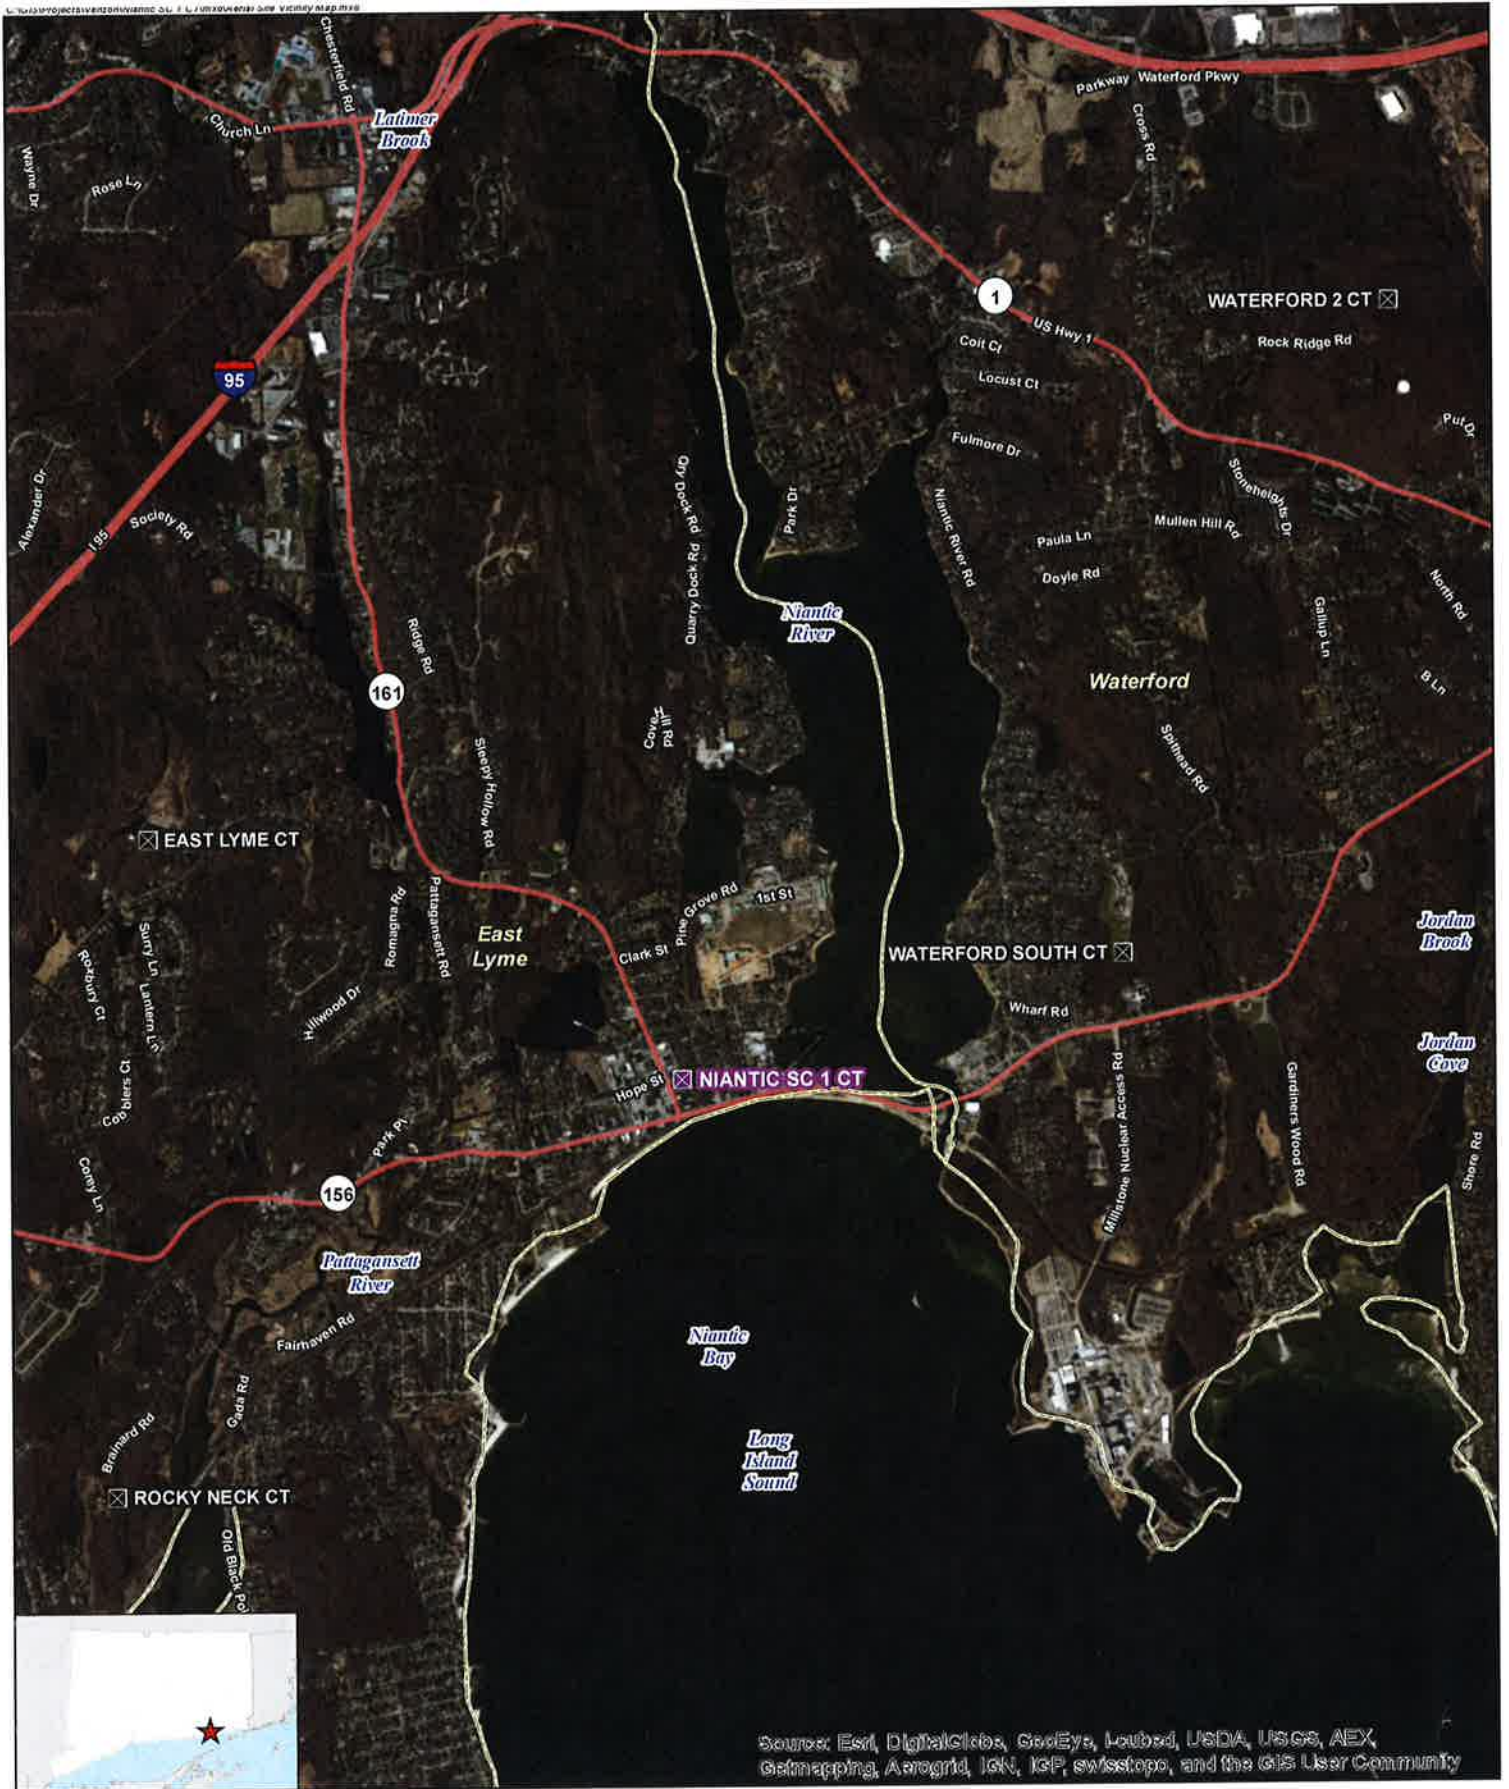 Chesterfield Rd
Parkway Waterford Pkwy
Church Ln
Latimer
Brook
Cross Rd
Wayne Dr
Rose Ln
1
WATERFORD 2 CT
US Hwy 1
Coit Ct
Rock Ridge Rd
95
Locust Ct
Put Dr
Fulmore Dr
Alexander Dr
I 95
Society Rd
Dry Dock Rd
Quarry Dock Rd
Park Dr
Niantic River Rd
Stoneheights Dr
Mullen Hill Rd
Paula Ln
Doyle Rd
North Rd
Gallup Ln
Niantic
River
Ridge Rd
Waterford
B Ln
161
Cove
Hill Rd
Sleepy Hollow Rd
Spithead Rd
EAST LYME CT
Romagna Rd
Pattagansett Rd
Pine Grove Rd
1st St
East
Lyme
Clark St
Jordan
Brook
Surry Ln
Roxbury Ct
Lantern Ln
WATERFORD SOUTH CT
Hillwood Dr
Wharf Rd
Jordan
Cove
Cobblers Ct
Hope St
NIANTIC SC 1 CT
Millstone Nuclear Access Rd
Gardiners Wood Rd
Park Pl
Shore Rd
Corey Ln
156
Pattagansett
River
Fairhaven Rd
Niantic
Bay
Gada Rd
Brainard Rd
Long
Island
Sound
ROCKY NECK CT
Old Black Poi
Source: Esri, DigitalGlobe, GeoEye, i-cubed, USDA, USGS, AEX,
Getmapping, Aerogrid, IGN, IGP, swisstopo, and the GIS User Community